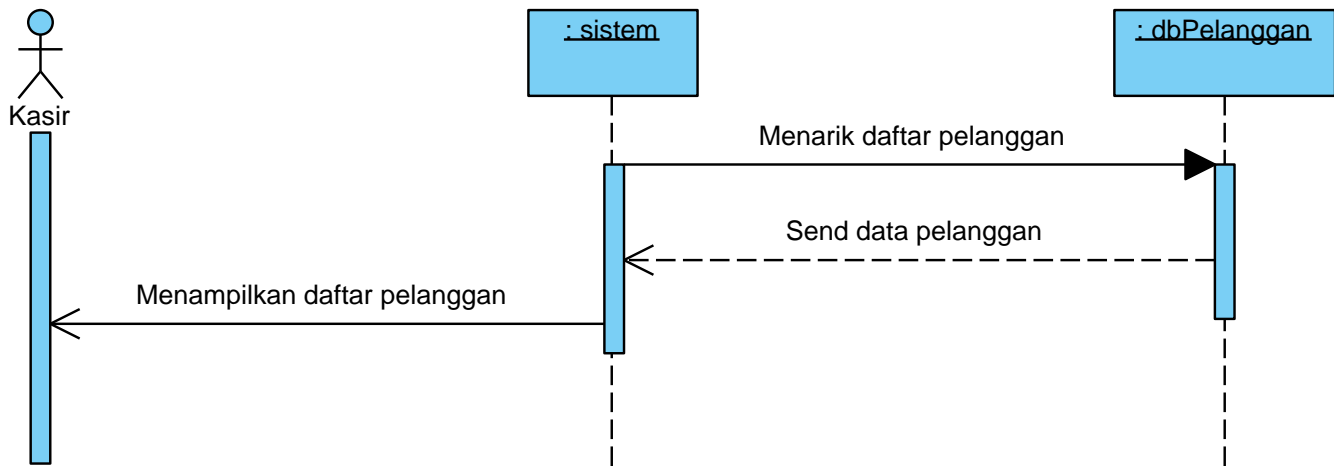 : sistem
: dbPelanggan
Kasir
Menarik daftar pelanggan
Send data pelanggan
Menampilkan daftar pelanggan